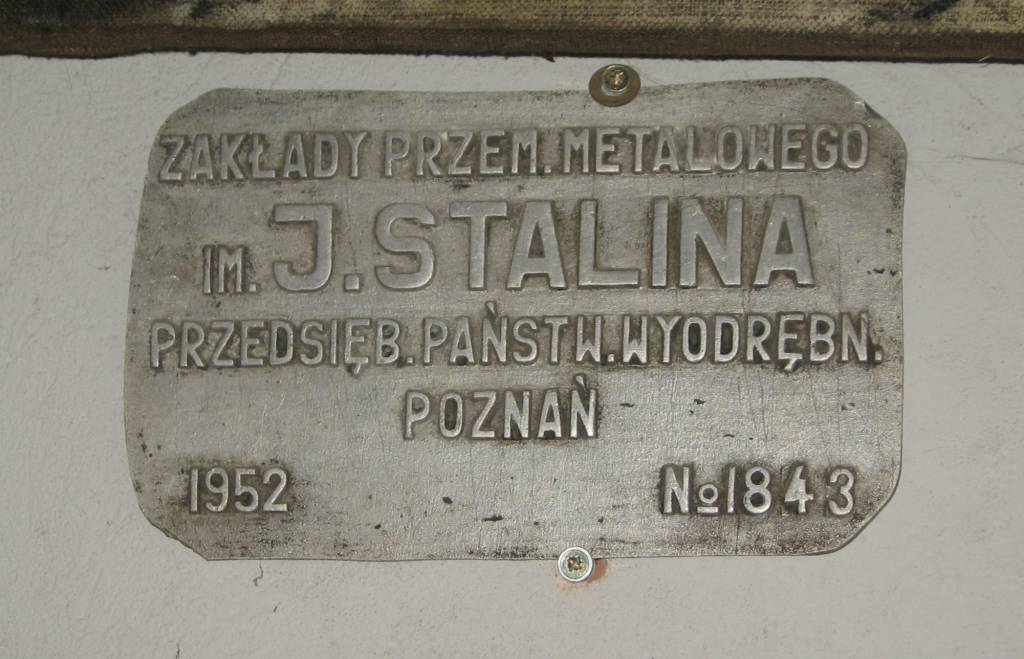 ZAKŁADY PRZEM. METALOWEGO
IM. J. STALINA
PRZEDSIĘB. PAŃSTW. WYODRĘBN.
POZNAŃ
1952 №1843